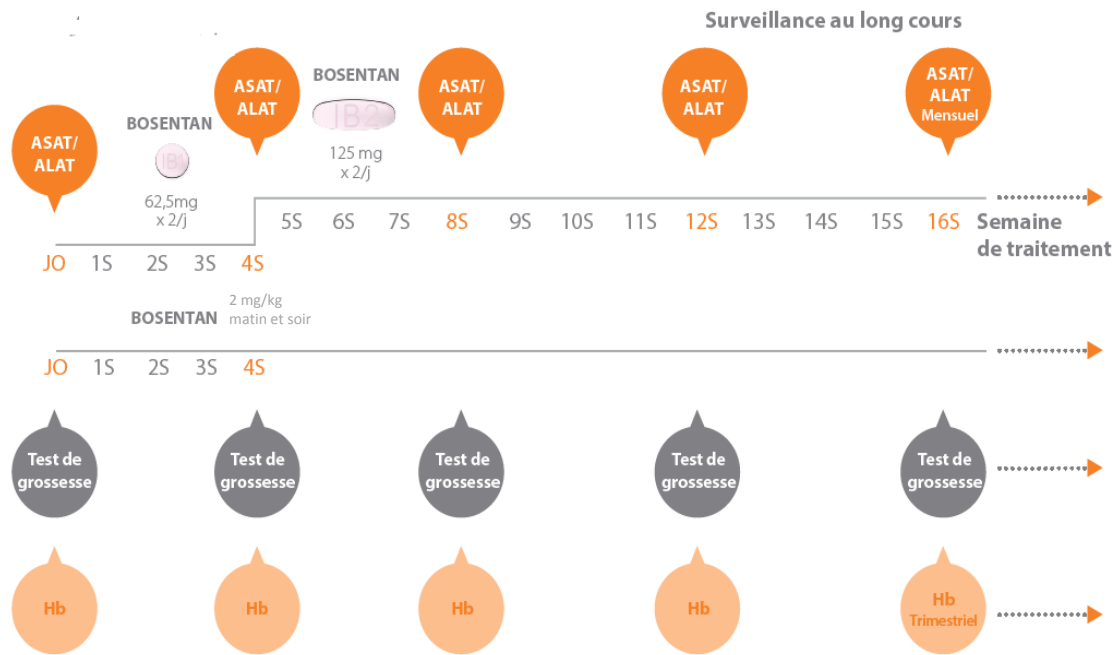 Surveillance au long cours
ASAT/
ALAT
BOSENTAN
62,5mg
x 2/j
ASAT/
ALAT
BOSENTAN
IB2
125 mg
x 2/j
ASAT/
ALAT
ASAT/
ALAT
ASAT/
ALAT
Mensuel
5S 6S 7S 8S 9S 10S 11S 12S 13S 14S 15S 16S Semaine
de traitement
JO 1S 2S 3S 4S
BOSENTAN 2 mg/kg
matin et soir
JO 1S 2S 3S 4S
Test de
grossesse
Test de
grossesse
Test de
grossesse
Test de
grossesse
Test de
grossesse
Hb
Hb
Hb
Hb
Hb
Trimestriel